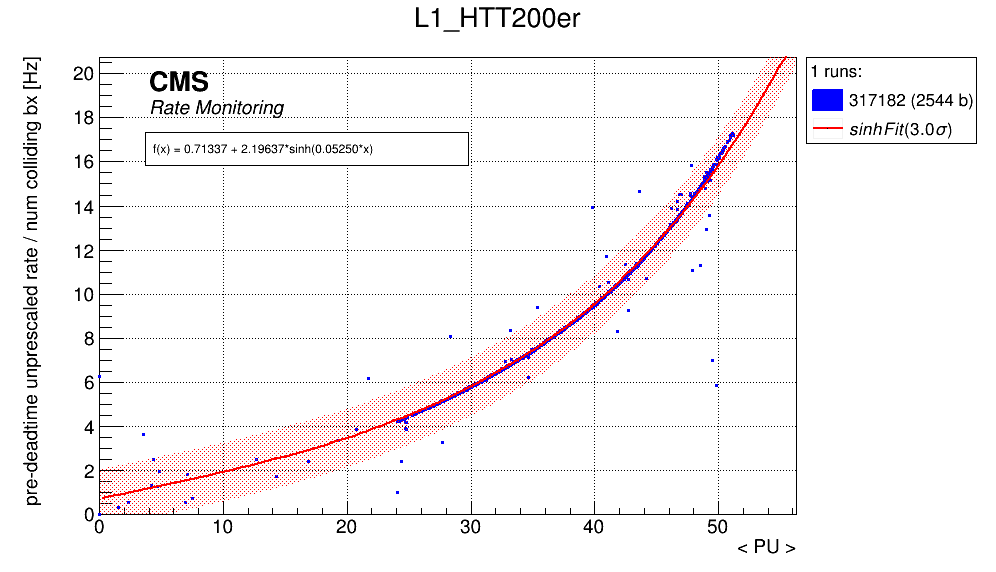 L1_HTT200er
pre-deadtime unprescaled rate / num colliding bx [Hz]
CMS
Rate Monitoring
f(x) = 0.71337 + 2.19637*sinh(0.05250*x)
20
18
16
14
12
10
8
6
4
2
0
0 10 20 30 40 50
< PU >
1 runs:
317182 (2544 b)
sinhFit(3.0σ)